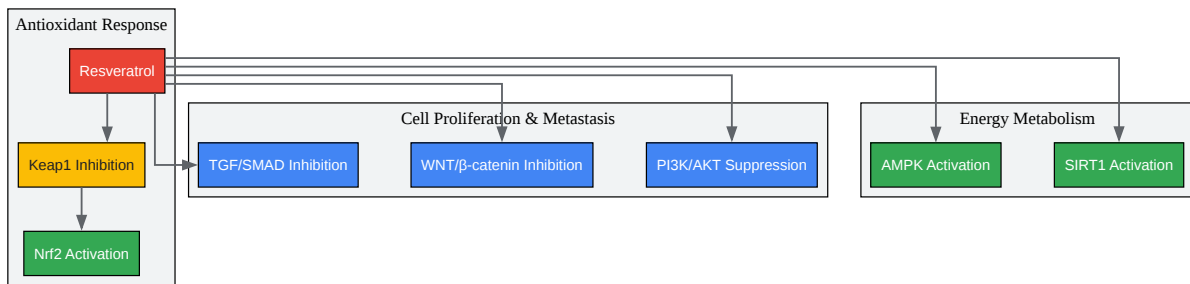 Antioxidant Response
Resveratrol
Cell Proliferation & Metastasis
Energy Metabolism
Keap1 Inhibition
TGF/SMAD Inhibition
WNT/β-catenin Inhibition
PI3K/AKT Suppression
AMPK Activation
SIRT1 Activation
Nrf2 Activation